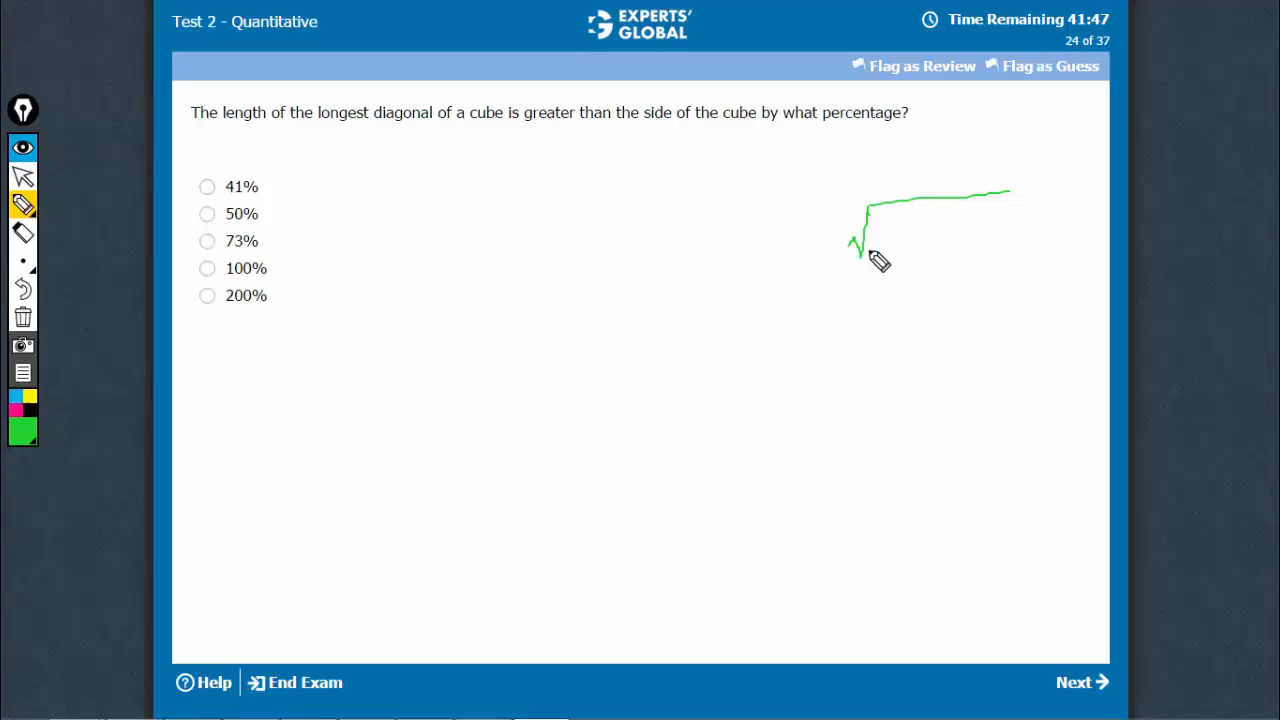 Test 2 - Quantitative
EXPERTS'
GLOBAL
Time Remaining 41:47
24 of 37
Flag as Review Flag as Guess
The length of the longest diagonal of a cube is greater than the side of the cube by what percentage?
41%
50%
73%
100%
200%
Help
End Exam
Next